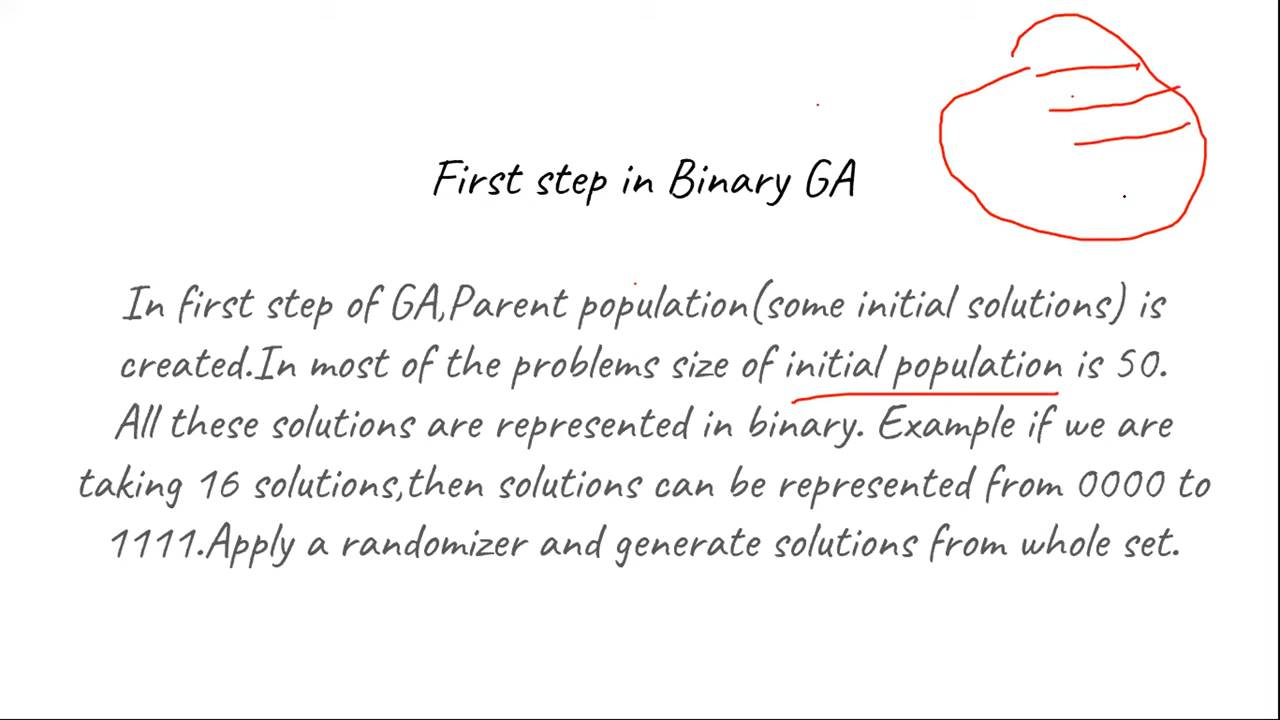 First step in Binary GA
In first step of GA,Parent population(some initial solutions) is
created.In most of the problems size of initial population is 50.
All these solutions are represented in binary. Example if we are
taking 16 solutions,then solutions can be represented from 0000 to
1111.Apply a randomizer and generate solutions from whole set.